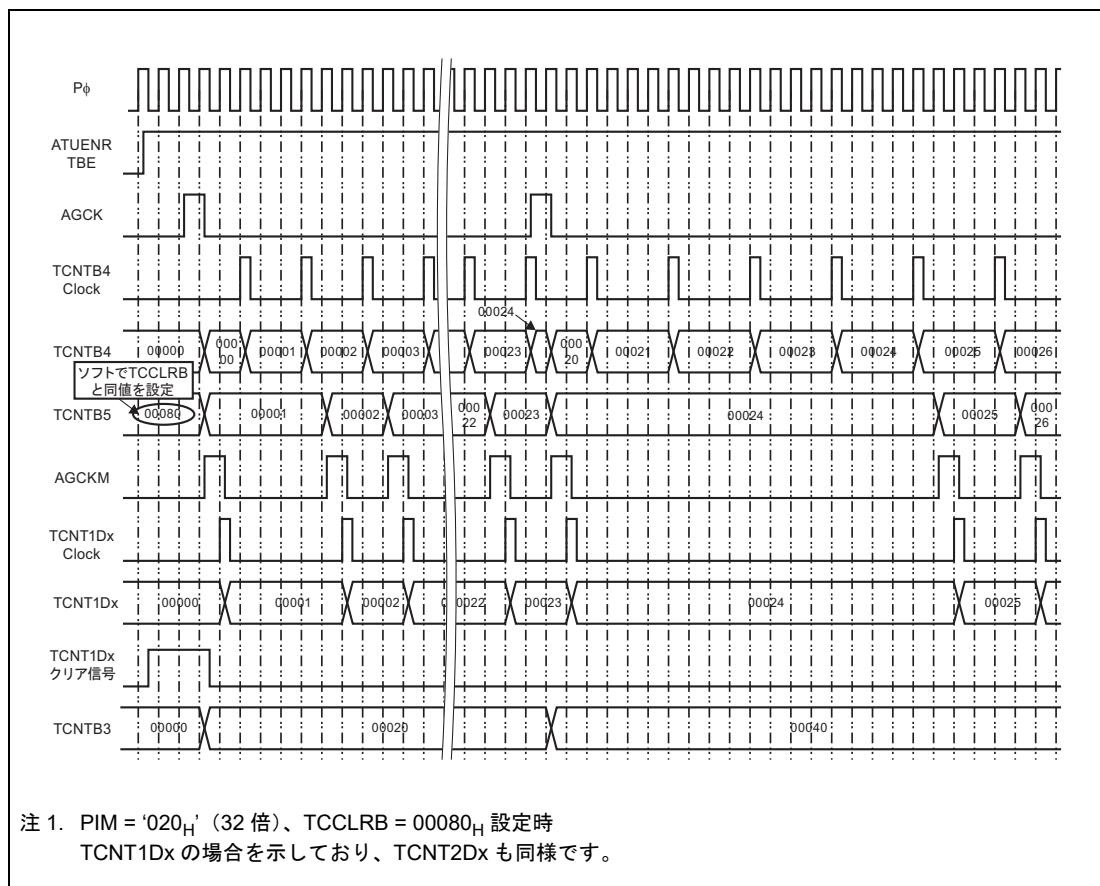 Pφ
ATUENR
TBE
AGCK
TCNTB4
Clock
00024
TCNTB4 00000 000 00 00001 00002 00003 00023 000 20 00021 00022 00023 00024 00025 00026
ソフトでTCCLRB
と同値を設定
TCNTB5 00080 00001 00002 00003 000 22 00023 00024 00025 000 26
AGCKM
TCNT1Dx
Clock
TCNT1Dx 00000 00001 00002 00022 00023 00024 00025
TCNT1Dx
クリア信号
TCNTB3 00000 00020 00040
注 1. PIM = ‘020H’（32 倍）、TCCLRB = 00080H 設定時
TCNT1Dx の場合を示しており、TCNT2Dx も同様です。